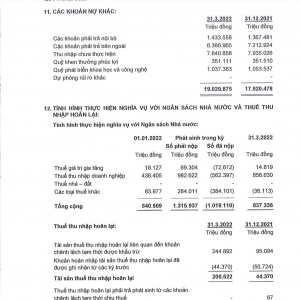 11. CÁC KHOẢN NỢ KHÁC:
31.3.2022 31.12.2021
Triệu đồng Triệu đồng
Các khoản phải trả nội bộ 1.433.558 1.367.481
Các khoản phải trả bên ngoài 8.366.965 7.212.924
Thu nhập chưa thực hiện 7.840.858 7.935.026
Quỹ khen thưởng phúc lợi 351.111 351.510
Quỹ phát triển khoa học và công nghệ 1.037.383 1.053.537
Dự phòng rủi ro khác
19.029.875 17.920.478
12. TÌNH HÌNH THỰC HIỆN NGHĨA VỤ VỚI NGÂN SÁCH NHÀ NƯỚC VÀ THUẾ THU
NHẬP HOÃN LẠI:
Tình hình thực hiện nghĩa vụ với Ngân sách Nhà nước:
01.01.2022 Phát sinh trong kỳ 31.3.2022
Số phải nộp Số đã nộp
Triệu đồng Triệu đồng Triệu đồng Triệu đồng
Thuế giá trị gia tăng 18.127 69.304 (72.612) 14.819
Thuế thu nhập doanh nghiệp 438.405 982.622 (562.397) 858.630
Thuế nhà – đất
Các loại thuế khác 83.977 264.011 (384.101) (36.113)
Tổng cộng 540.509 1.315.937 (1.019.110) 837.336
Thuế thu nhập hoãn lại: 31.3.2022 31.12.2021
Triệu đồng Triệu đồng
Tài sản thuế thu nhập hoãn lại liên quan đến khoản
chênh lệch tạm thời được khấu trừ 244.892 95.094
Khoản hoàn nhập tài sản thuế thu nhập hoãn lại đã
được ghi nhận từ các kỳ trước (44.370) (50.724)
Tài sản thuế thu nhập hoãn lại 200.522 44.370
Thuế thu nhập hoãn lại phải trả phát sinh từ các khoản
chênh lệch tạm thời chịu thuế - 67